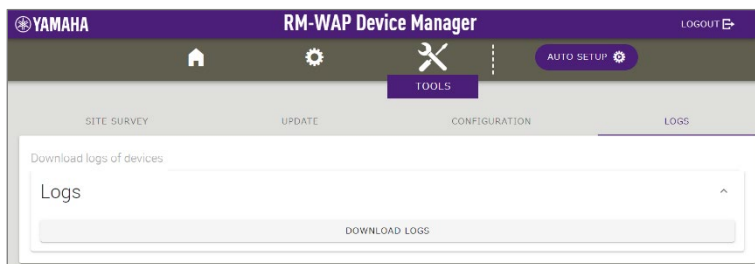 YAMAHA RM-WAP Device Manager LOGOUT
AUTO SETUP
TOOLS
SITE SURVEY UPDATE CONFIGURATION LOGS
Download logs of devices
Logs
DOWNLOAD LOGS